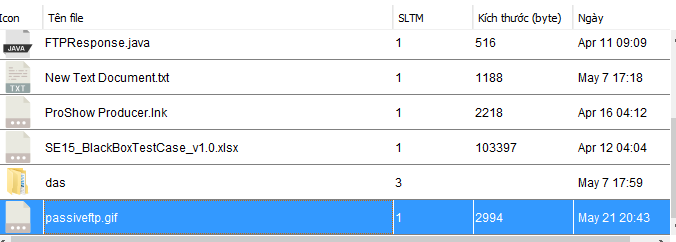 Icon Tên file SLTM Kích thước (byte) Ngày
JAVA FTPResponse.java 1 516 Apr 11 09:09
TXT New Text Document.txt 1 1188 May 7 17:18
ProShow Producer.lnk 1 2218 Apr 16 04:12
SE15_BlackBoxTestCase_v1.0.xlsx 1 103397 Apr 12 04:04
das 3 May 7 17:59
passiveftp.gif 1 2994 May 21 20:43